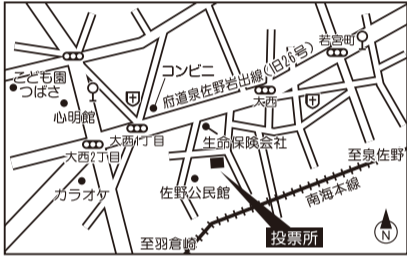 若宮町
コンビニ
府道泉佐野岩出線(旧26号)
こども園
つばさ
大西
心明館
大西1丁目
生命保険会社
大西2丁目
至泉佐野
カラオケ
佐野公民館
南海本線
至羽倉崎
投票所
N